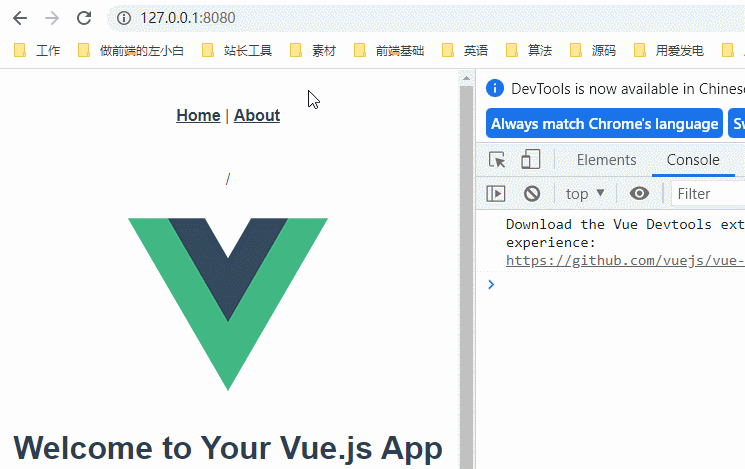 127.0.0.1:8080
工作 做前端的左小白 站长工具 素材 前端基础 英语 算法 源码 用爱发电
Home | About
/
Welcome to Your Vue.js App
DevTools is now available in Chinese
Always match Chrome's language
Elements Console
top ▼ Filter
Download the Vue Devtools ext
experience:
https://github.com/vuejs/vue-